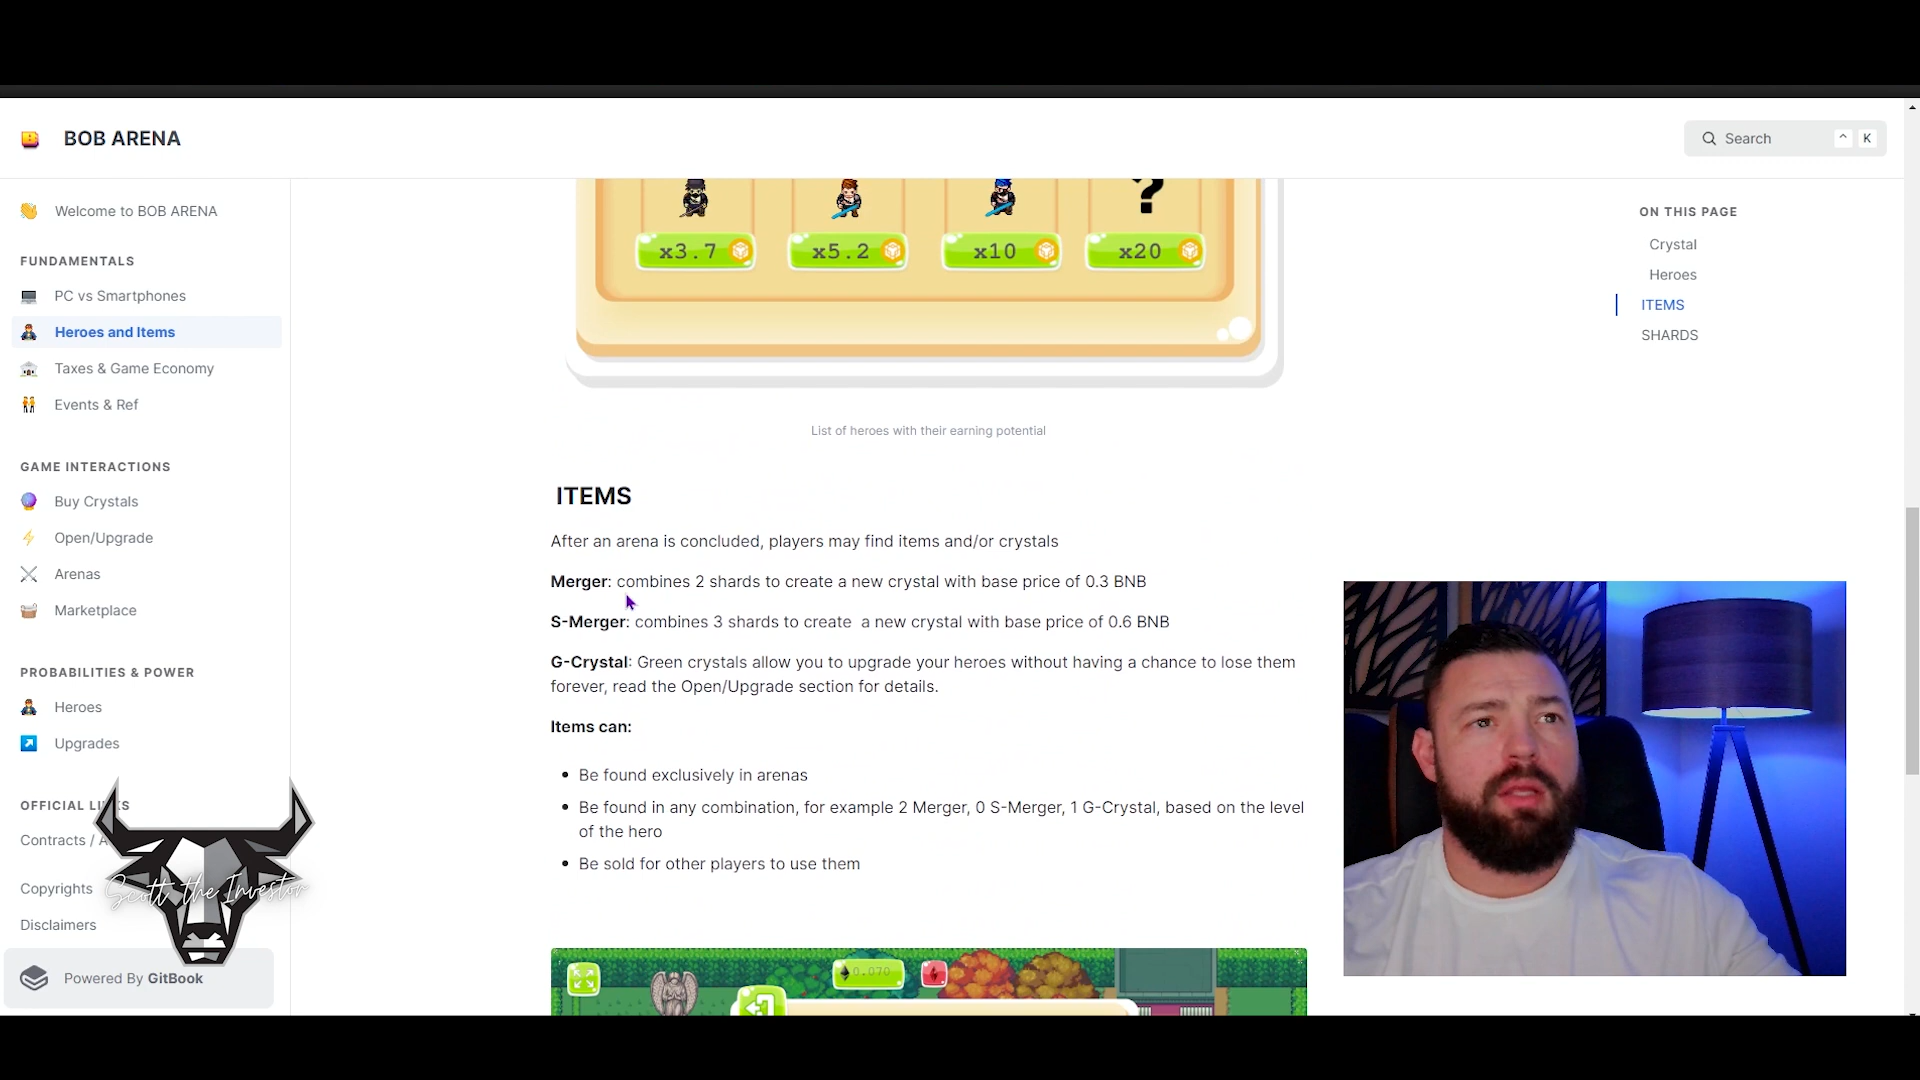 BOB ARENA
Search
^ K
Welcome to BOB ARENA
FUNDAMENTALS
PC vs Smartphones
Heroes and Items
Taxes & Game Economy
Events & Ref
GAME INTERACTIONS
Buy Crystals
Open/Upgrade
Arenas
Marketplace
PROBABILITIES & POWER
Heroes
Upgrades
OFFICIAL
Contracts /
Copyrights
Disclaimers
Scott the Investor
Powered By GitBook
x3.7 x5.2 x10 x20
?
List of heroes with their earning potential
ITEMS
After an arena is concluded, players may find items and/or crystals
Merger: combines 2 shards to create a new crystal with base price of 0.3 BNB
S-Merger: combines 3 shards to create a new crystal with base price of 0.6 BNB
G-Crystal: Green crystals allow you to upgrade your heroes without having a chance to lose them
forever, read the Open/Upgrade section for details.
Items can:
Be found exclusively in arenas
Be found in any combination, for example 2 Merger, 0 S-Merger, 1 G-Crystal, based on the level
of the hero
Be sold for other players to use them
0.070
ON THIS PAGE
Crystal
Heroes
ITEMS
SHARDS